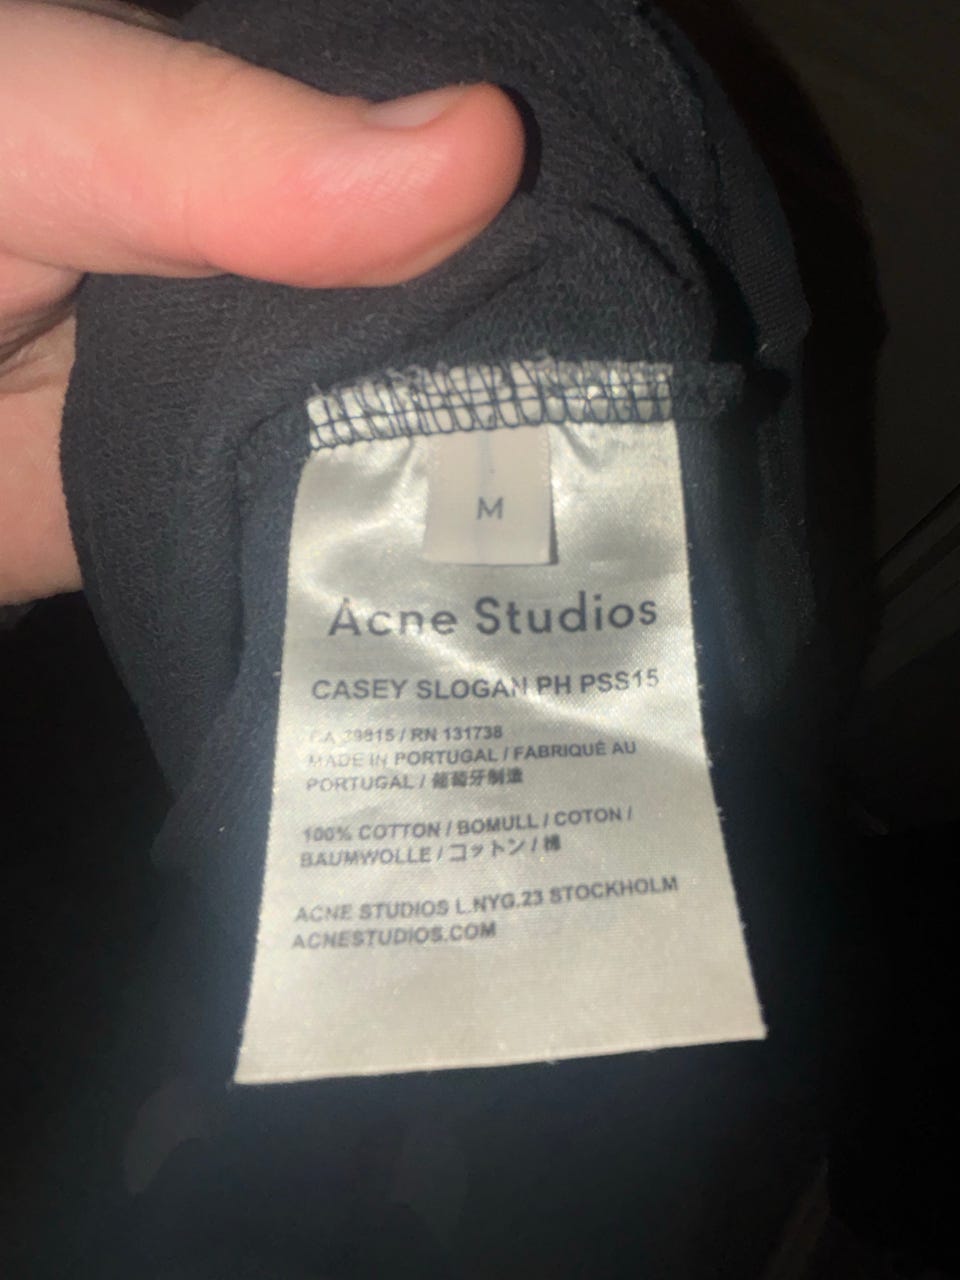 M
Acne Studios
CASEY SLOGAN PH PSS15
CA 39815 / RN 131738
MADE IN PORTUGAL / FABRIQUÉ AU
PORTUGAL / 葡萄牙制造
100% COTTON / BOMULL / COTON /
BAUMWOLLE / コットン / 棉
ACNE STUDIOS L.NYG.23 STOCKHOLM
ACNESTUDIOS.COM